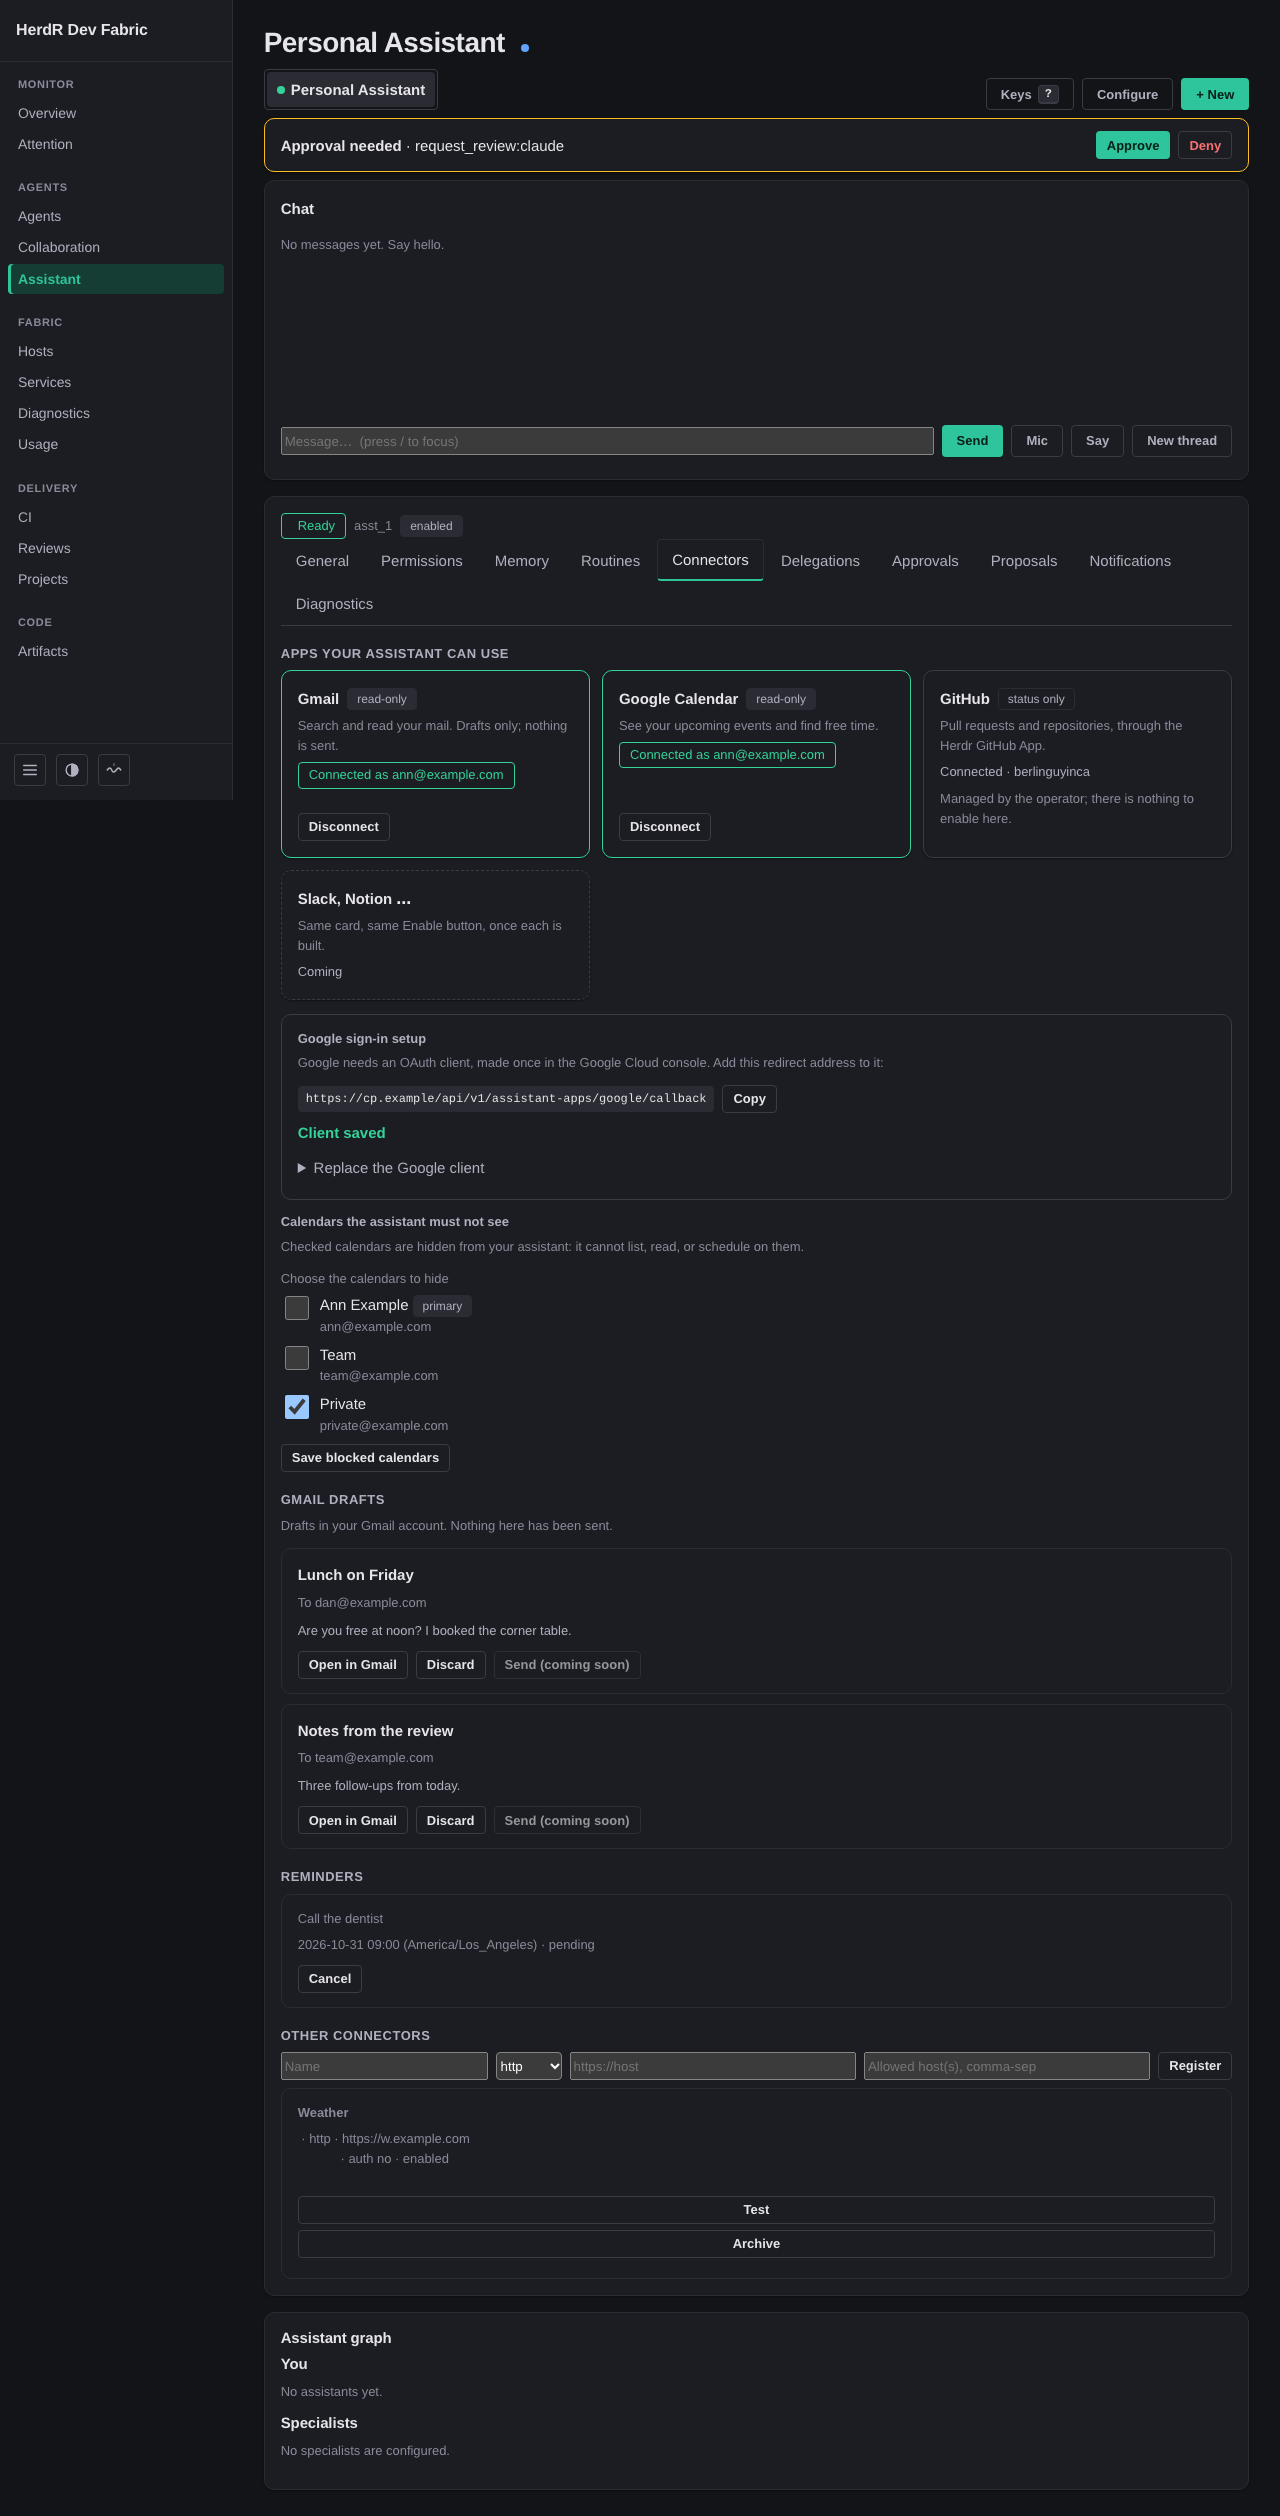 HerdR Dev Fabric
MONITOR
Overview
Attention
AGENTS
Agents
Collaboration
Assistant
FABRIC
Hosts
Services
Diagnostics
Usage
DELIVERY
CI
Reviews
Projects
CODE
Artifacts
Personal Assistant
Personal Assistant
Keys ?
Configure
+ New
Approval needed · request_review:claude
Approve
Deny
Chat
No messages yet. Say hello.
Message… (press / to focus)
Send
Mic
Say
New thread
Ready
asst_1
enabled
General
Permissions
Memory
Routines
Connectors
Delegations
Approvals
Proposals
Notifications
Diagnostics
APPS YOUR ASSISTANT CAN USE
Gmail
read-only
Search and read your mail. Drafts only; nothing
is sent.
Connected as ann@example.com
Disconnect
Google Calendar
read-only
See your upcoming events and find free time.
Connected as ann@example.com
Disconnect
GitHub
status only
Pull requests and repositories, through the
Herdr GitHub App.
Connected · berlinguyinca
Managed by the operator; there is nothing to
enable here.
Slack, Notion ...
Same card, same Enable button, once each is
built.
Coming
Google sign-in setup
Google needs an OAuth client, made once in the Google Cloud console. Add this redirect address to it:
https://cp.example/api/v1/assistant-apps/google/callback
Copy
Client saved
▶ Replace the Google client
Calendars the assistant must not see
Checked calendars are hidden from your assistant: it cannot list, read, or schedule on them.
Choose the calendars to hide
Ann Example
primary
ann@example.com
Team
team@example.com
Private
private@example.com
Save blocked calendars
GMAIL DRAFTS
Drafts in your Gmail account. Nothing here has been sent.
Lunch on Friday
To dan@example.com
Are you free at noon? I booked the corner table.
Open in Gmail
Discard
Send (coming soon)
Notes from the review
To team@example.com
Three follow-ups from today.
Open in Gmail
Discard
Send (coming soon)
REMINDERS
Call the dentist
2026-10-31 09:00 (America/Los_Angeles) · pending
Cancel
OTHER CONNECTORS
Name
http
https://host
Allowed host(s), comma-sep
Register
Weather
· http · https://w.example.com
· auth no · enabled
Test
Archive
Assistant graph
You
No assistants yet.
Specialists
No specialists are configured.